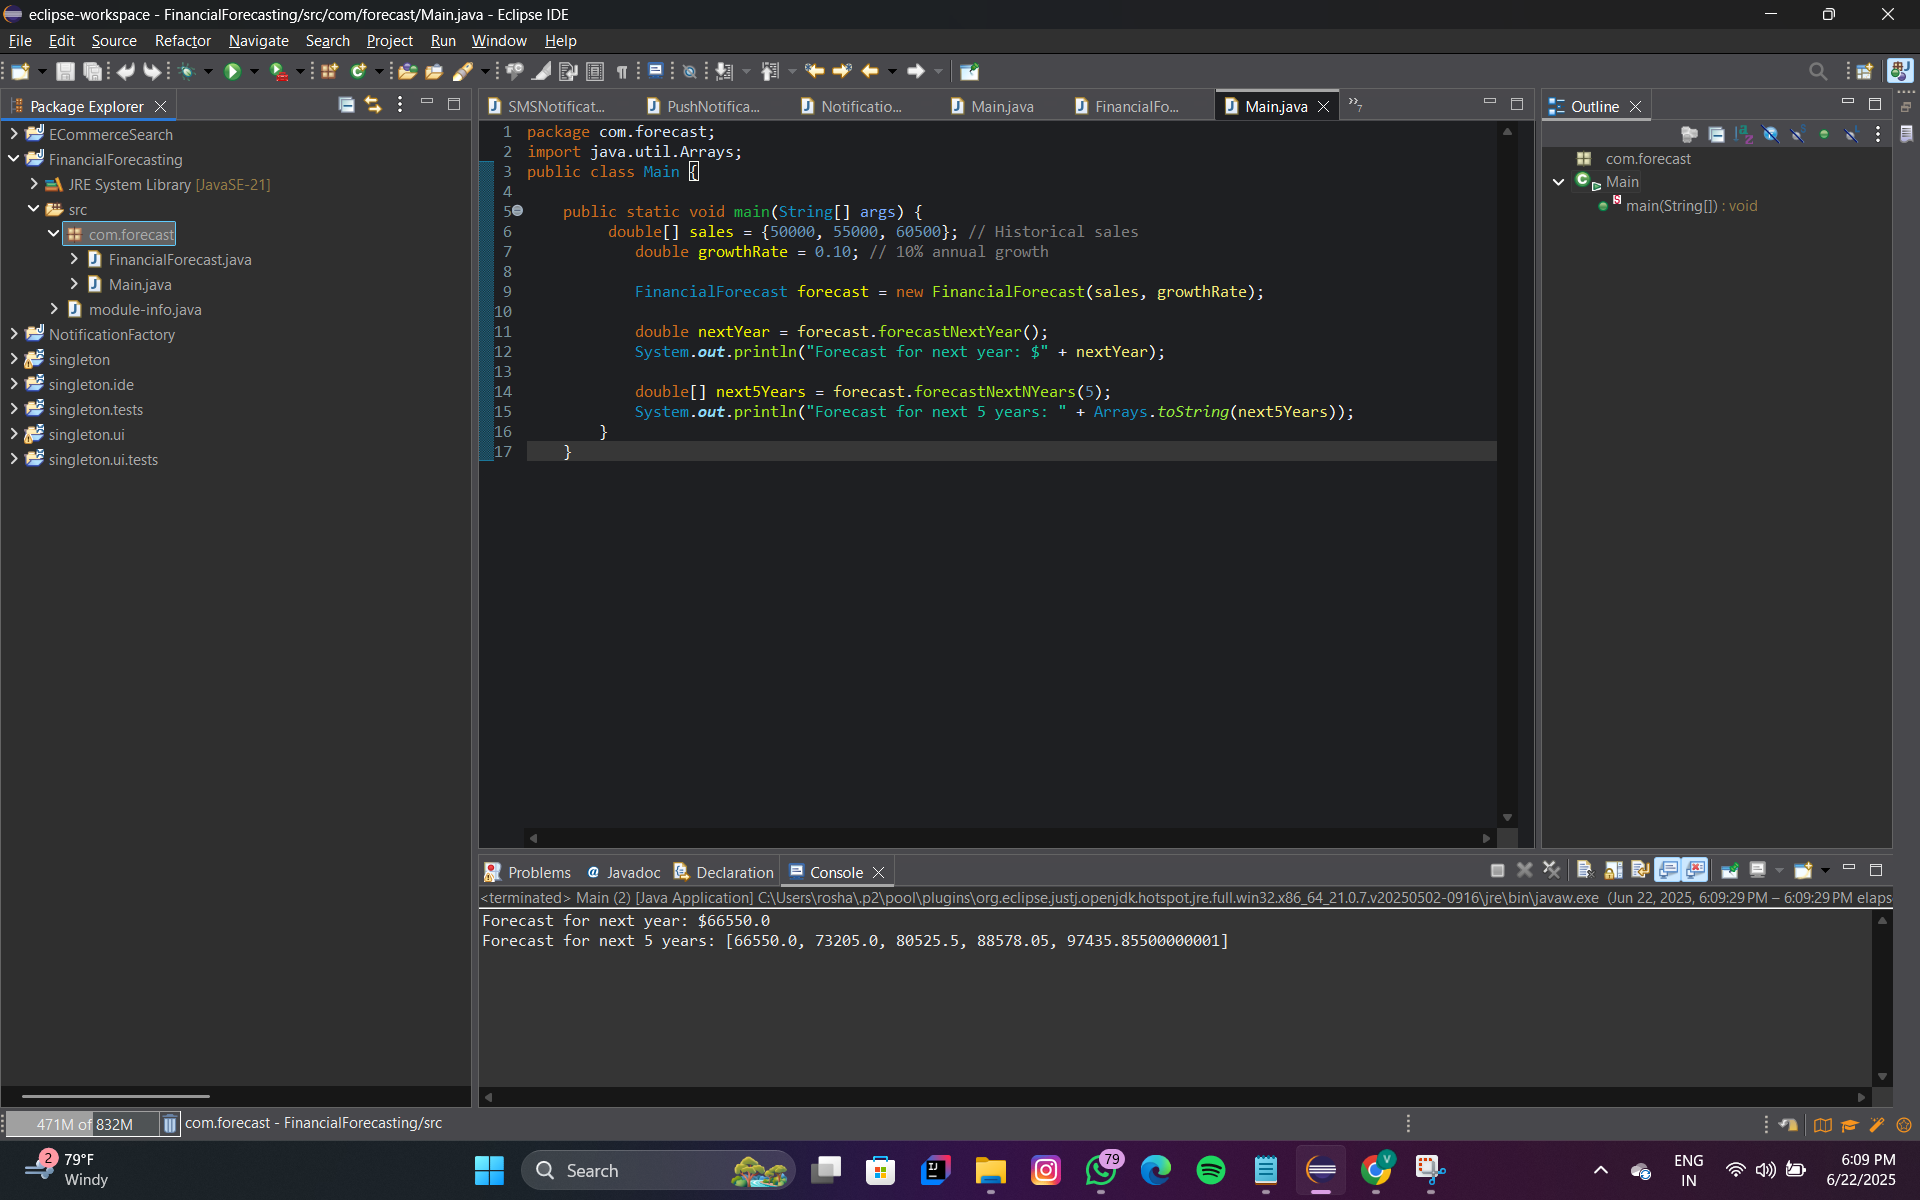 eclipse-workspace - FinancialForecasting/src/com/forecast/Main.java - Eclipse IDE
File Edit Source Refactor Navigate Search Project Run Window Help
Package Explorer
ECommerceSearch
FinancialForecasting
JRE System Library [JavaSE-21]
src
com.forecast
FinancialForecast.java
Main.java
module-info.java
NotificationFactory
singleton
singleton.ide
singleton.tests
singleton.ui
singleton.ui.tests
SMSNotificat... PushNotifica... Notificatio... Main.java FinancialFo... Main.java »7
1 package com.forecast;
2 import java.util.Arrays;
3 public class Main {
4
5 public static void main(String[] args) {
6 double[] sales = {50000, 55000, 60500}; // Historical sales
7 double growthRate = 0.10; // 10% annual growth
8
9 FinancialForecast forecast = new FinancialForecast(sales, growthRate);
10
11 double nextYear = forecast.forecastNextYear();
12 System.out.println("Forecast for next year: $" + nextYear);
13
14 double[] next5Years = forecast.forecastNextNYears(5);
15 System.out.println("Forecast for next 5 years: " + Arrays.toString(next5Years));
16 }
17 }
Outline
com.forecast
Main
main(String[]) : void
Problems Javadoc Declaration Console
<terminated> Main (2) [Java Application] C:\Users\rosha\.p2\pool\plugins\org.eclipse.justj.openjdk.hotspot.jre.full.win32.x86_64_21.0.7.v20250502-0916\jre\bin\javaw.exe (Jun 22, 2025, 6:09:29 PM – 6:09:29 PM elaps
Forecast for next year: $66550.0
Forecast for next 5 years: [66550.0, 73205.0, 80525.5, 88578.05, 97435.85500000001]
471M of 832M
com.forecast - FinancialForecasting/src
2
79°F
Windy
Search
79
V
ENG
IN
6:09 PM
6/22/2025